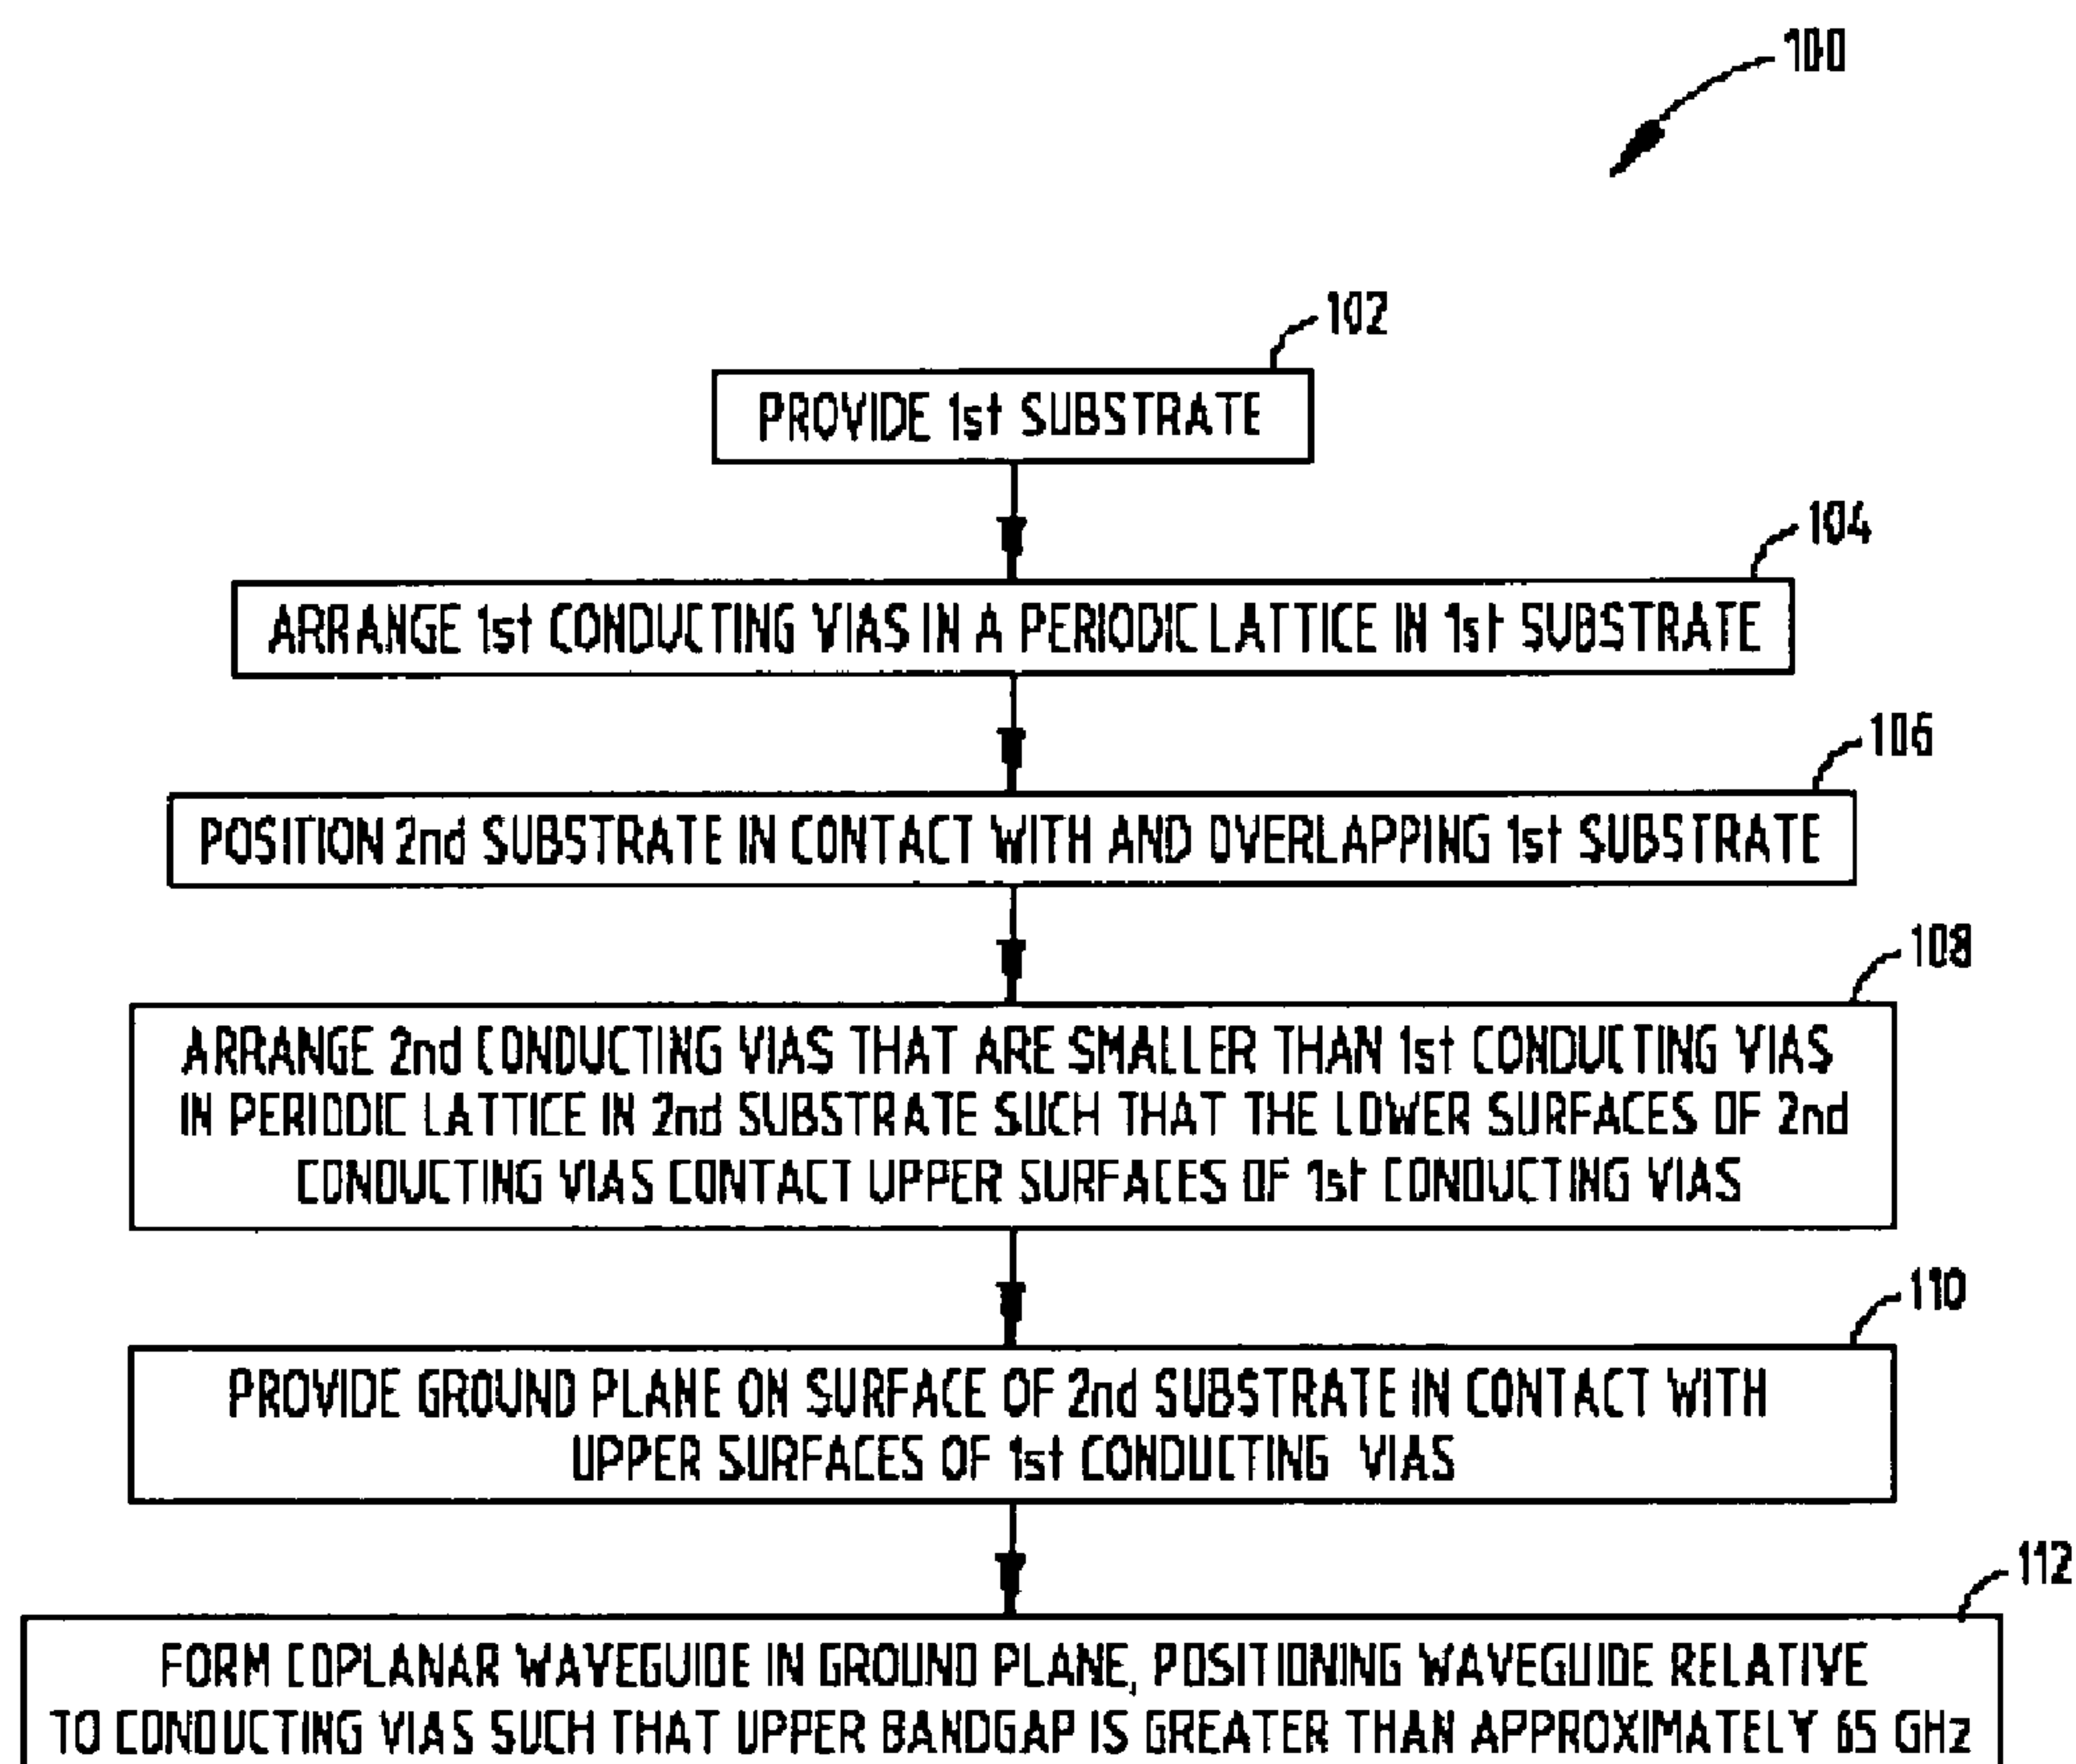 100
102
PROVIDE 1st SUBSTRATE
104
ARRANGE 1st CONDUCTING VIAS IN A PERIODIC LATTICE IN 1st SUBSTRATE
106
POSITION 2nd SUBSTRATE IN CONTACT WITH AND OVERLAPPING 1st SUBSTRATE
108
ARRANGE 2nd CONDUCTING VIAS THAT ARE SMALLER THAN 1st CONDUCTING VIAS
IN PERIODIC LATTICE IN 2nd SUBSTRATE SUCH THAT THE LOWER SURFACES OF 2nd
CONDUCTING VIAS CONTACT UPPER SURFACES OF 1st CONDUCTING VIAS
110
PROVIDE GROUND PLANE ON SURFACE OF 2nd SUBSTRATE IN CONTACT WITH
UPPER SURFACES OF 1st CONDUCTING VIAS
112
FORM COPLANAR WAVEGUIDE IN GROUND PLANE, POSITIONING WAVEGUIDE RELATIVE
TO CONDUCTING VIAS SUCH THAT UPPER BANDGAP IS GREATER THAN APPROXIMATELY 65 GHz